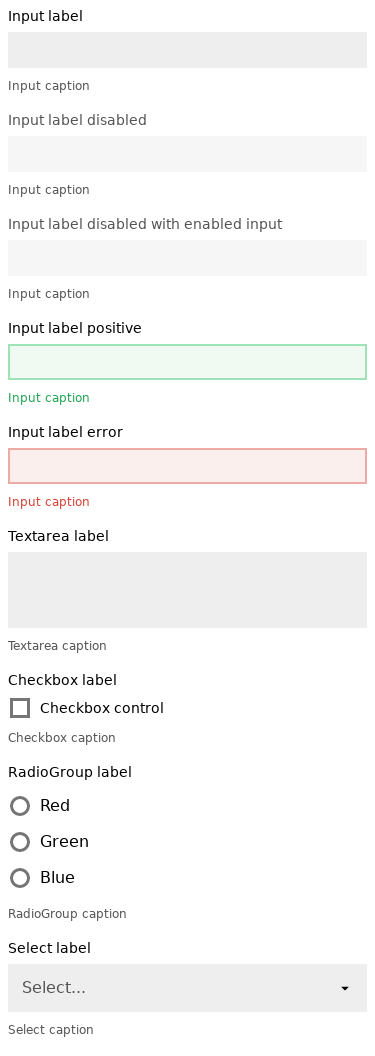 Input label
Input caption
Input label disabled
Input caption
Input label disabled with enabled input
Input caption
Input label positive
Input caption
Input label error
Input caption
Textarea label
Textarea caption
Checkbox label
Checkbox control
Checkbox caption
RadioGroup label
Red
Green
Blue
RadioGroup caption
Select label
Select...
Select caption